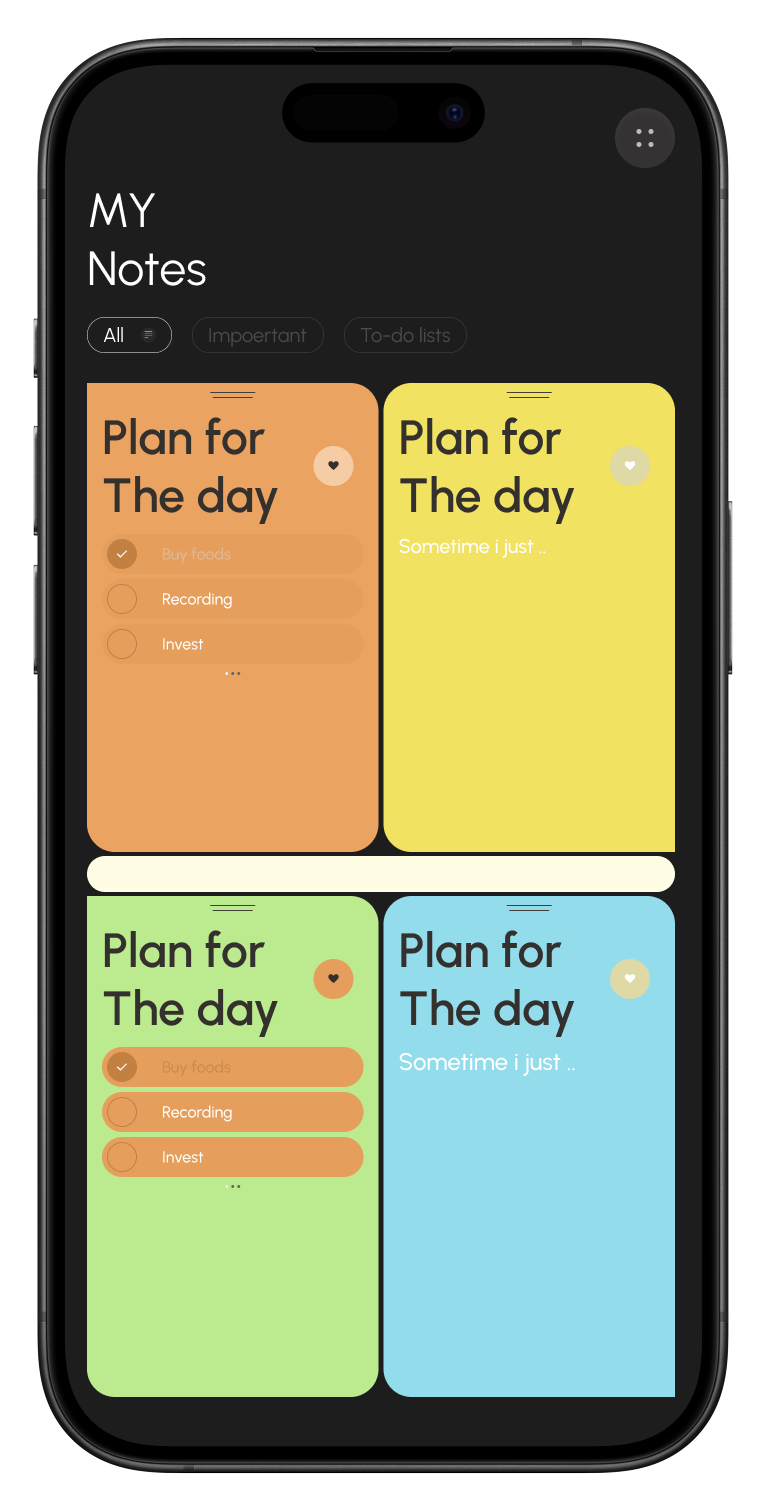 MY
Notes
All
Impoertant
To-do lists
Plan for
The day
Buy foods
Recording
Invest
Plan for
The day
Sometime i just ..
Plan for
The day
Buy foods
Recording
Invest
Plan for
The day
Sometime i just ..